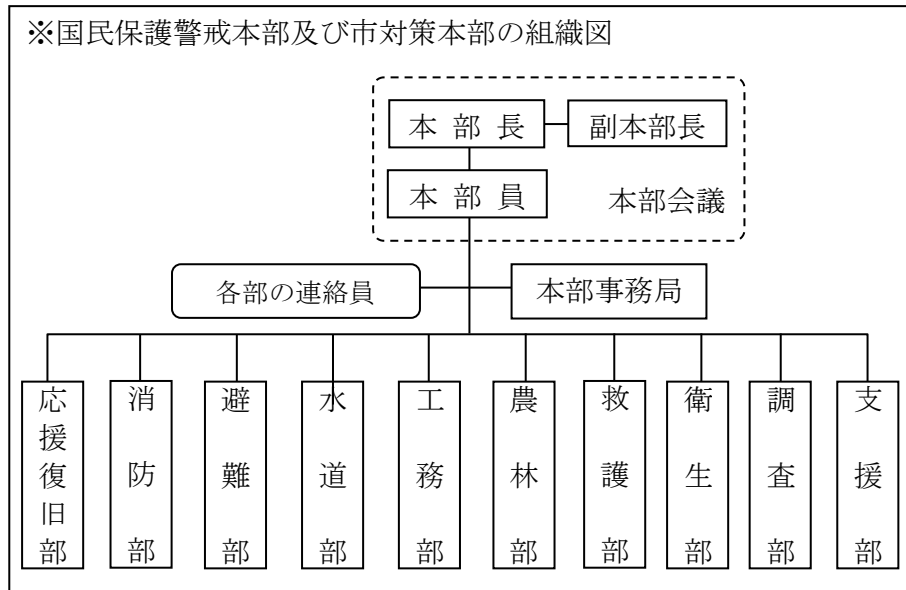 ※国民保護警戒本部及び市対策本部の組織図
本部長
副本部長
本部員
本部会議
各部の連絡員
本部事務局
応援復旧部
消防部
避難部
水道部
工務部
農林部
救護部
衛生部
調査部
支援部